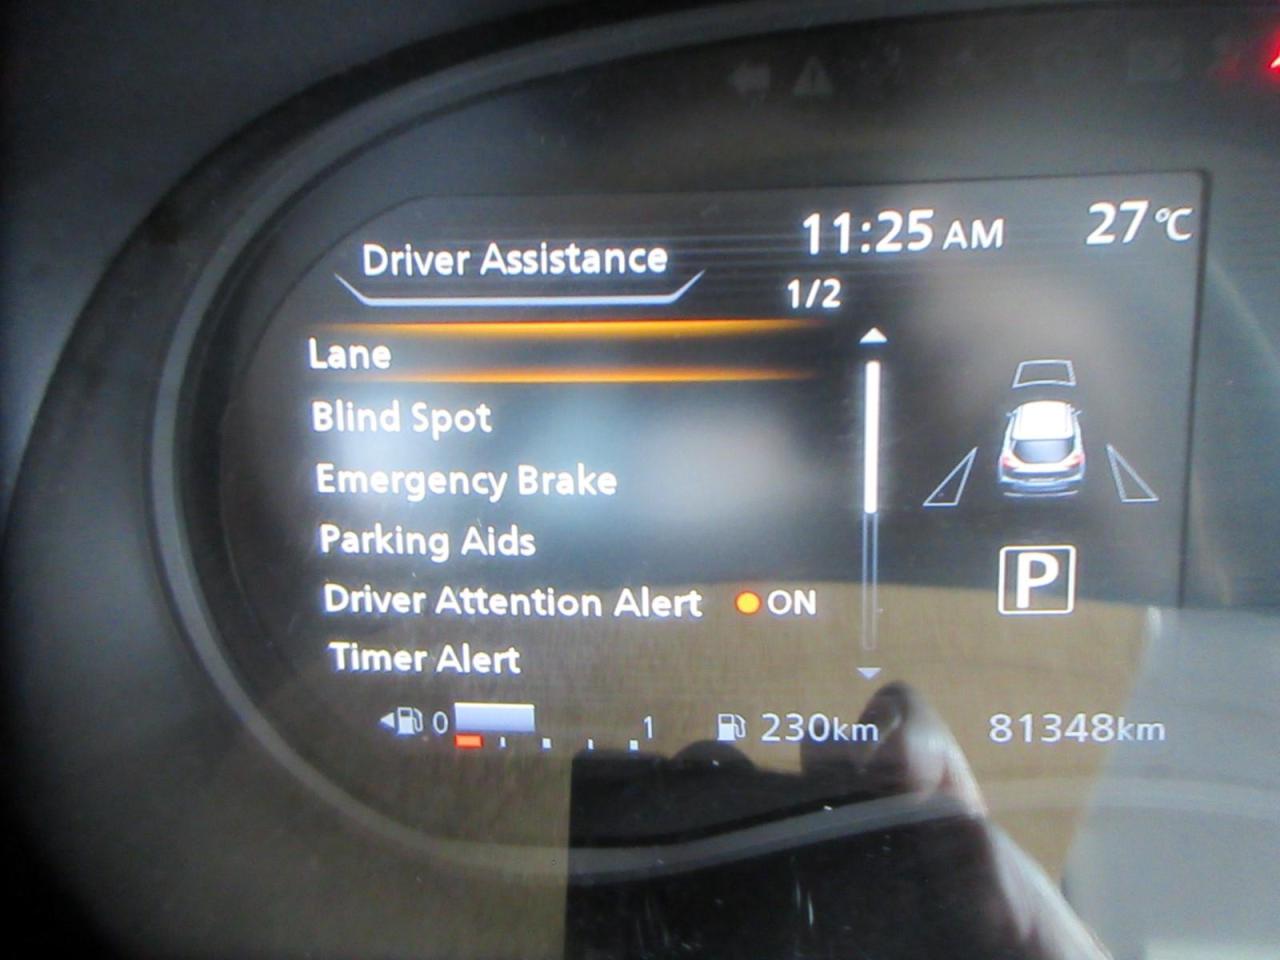 Driver Assistance
11:25 AM
27°C
1/2
Lane
Blind Spot
Emergency Brake
Parking Aids
Driver Attention Alert ON
Timer Alert
P
0 1
230km
81348km